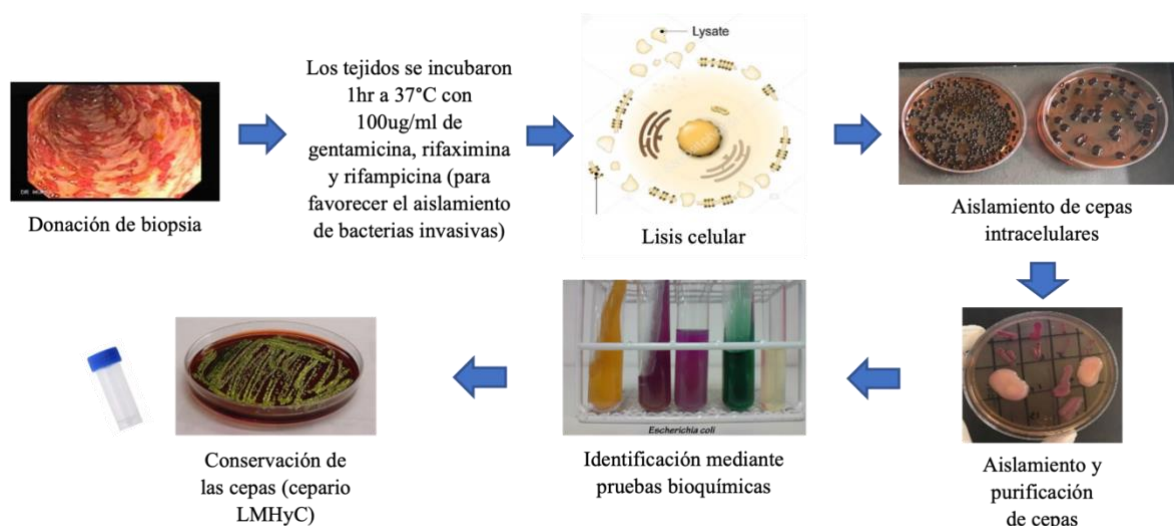 Donación de biopsia
Los tejidos se incubaron
1hr a 37°C con
100ug/ml de
gentamicina, rifaximina
y rifampicina (para
favorecer el aislamiento
de bacterias invasivas)
Lysate
Lisis celular
Aislamiento de cepas
intracelulares
Aislamiento y
purificación
de cepas
Escherichia coli
Identificación mediante
pruebas bioquímicas
Conservación de
las cepas (cepario
LMHyC)